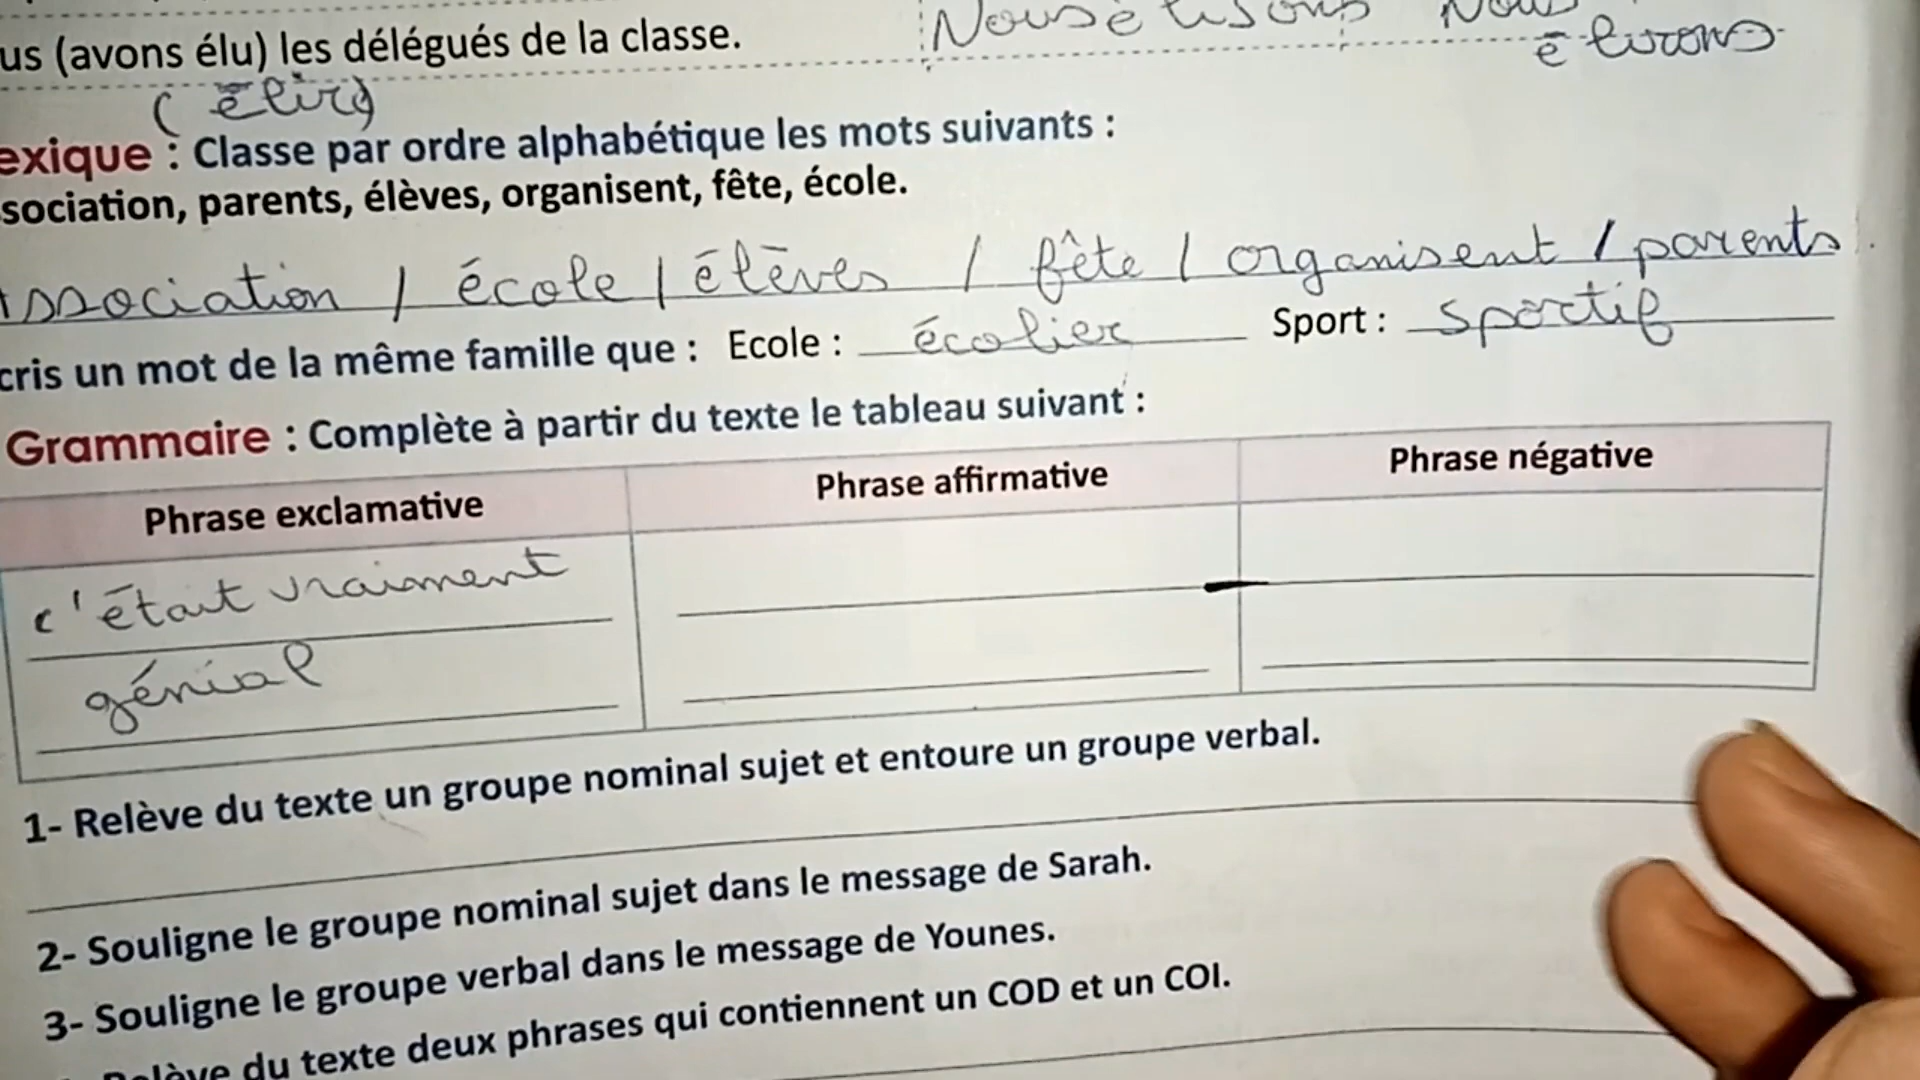 us (avons élu) les délégués de la classe. Nous élisons Nous
élirons
(élire)
exique : Classe par ordre alphabétique les mots suivants :
sociation, parents, élèves, organisent, fête, école.
association / école / élèves / fête / organisent / parents.
cris un mot de la même famille que : Ecole : écolier Sport : sportif
Grammaire : Complète à partir du texte le tableau suivant :
Phrase exclamative Phrase affirmative Phrase négative
c'était vraiment
génial
1- Relève du texte un groupe nominal sujet et entoure un groupe verbal.
2- Souligne le groupe nominal sujet dans le message de Sarah.
3- Souligne le groupe verbal dans le message de Younes.
Relève du texte deux phrases qui contiennent un COD et un COI.